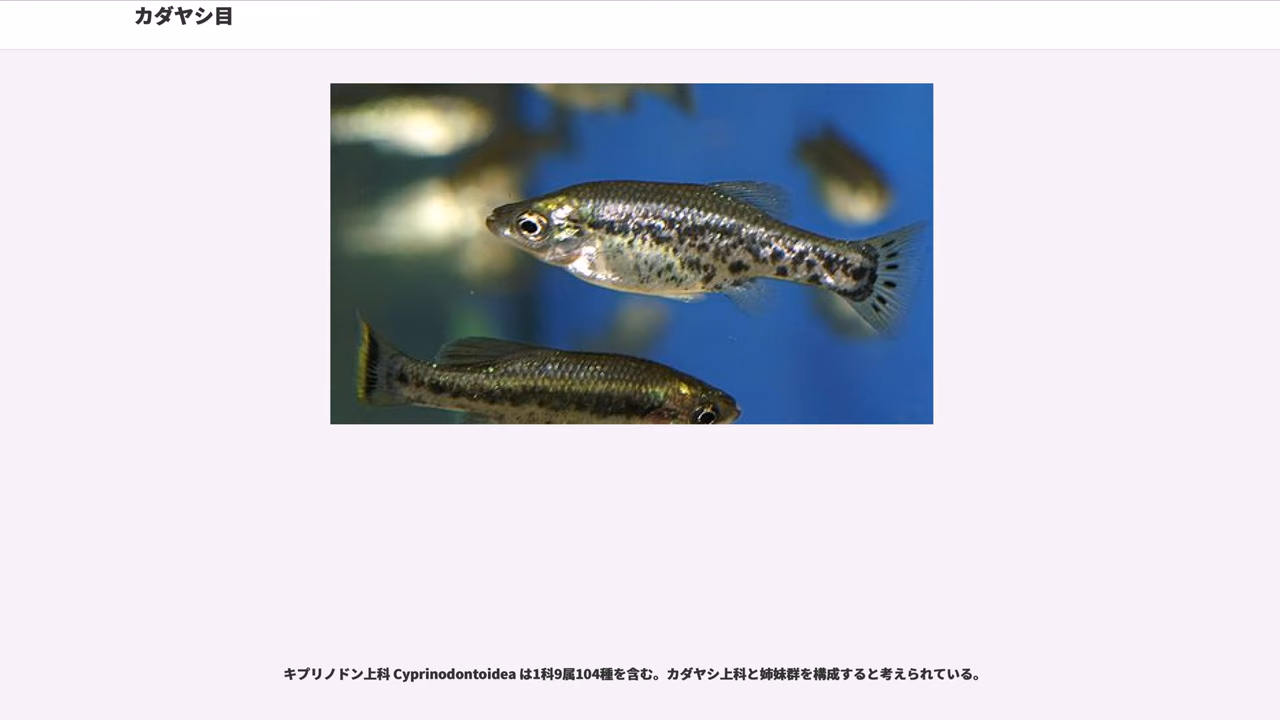 カダヤシ目
キプリノドン上科 Cyprinodontoidea は1科9属104種を含む。カダヤシ上科と姉妹群を構成すると考えられている。